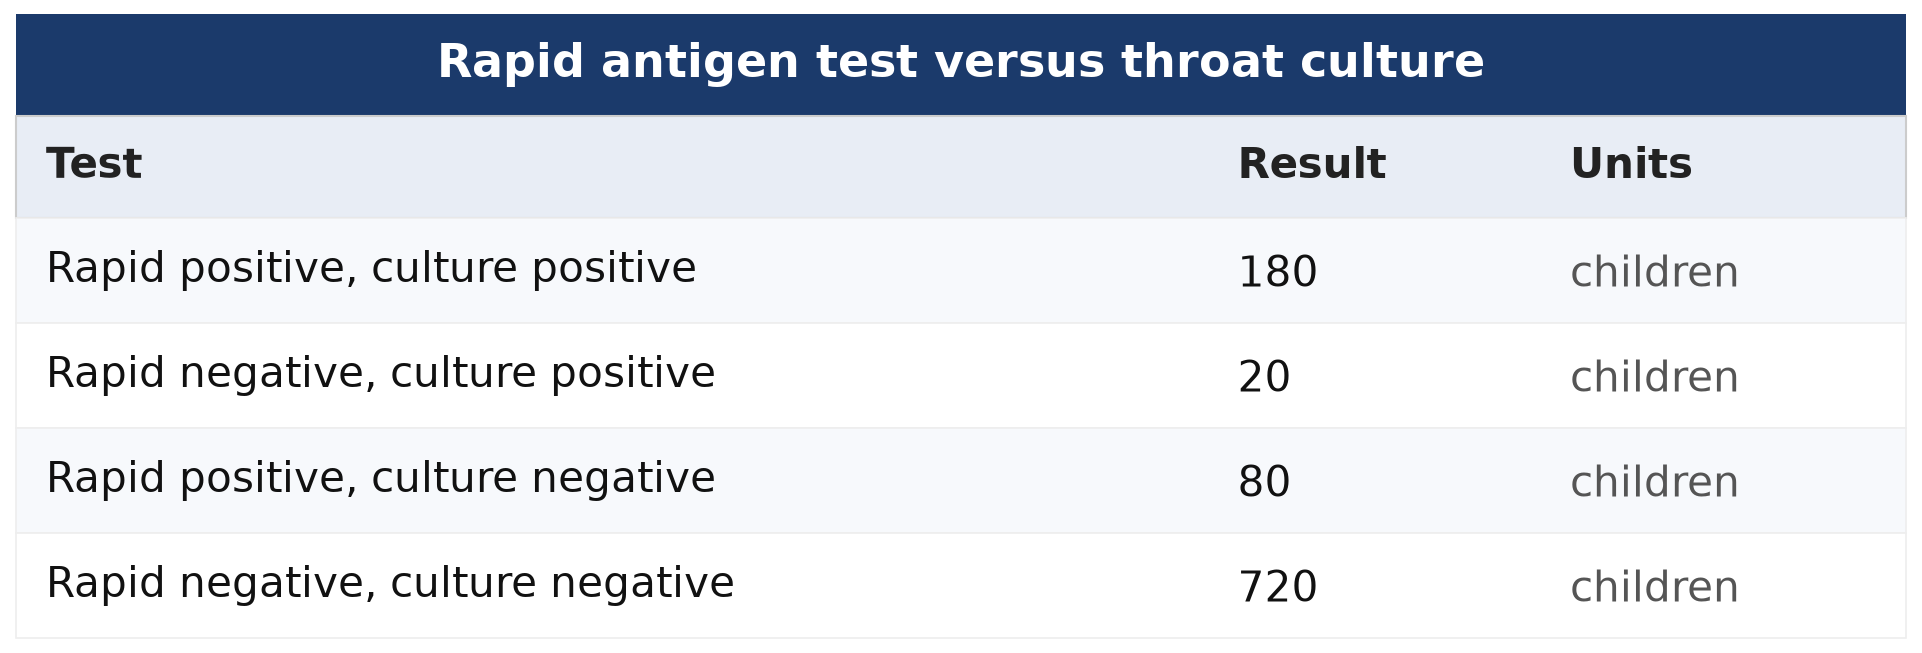 Rapid antigen test versus throat culture
Test Result Units
Rapid positive, culture positive 180 children
Rapid negative, culture positive 20 children
Rapid positive, culture negative 80 children
Rapid negative, culture negative 720 children